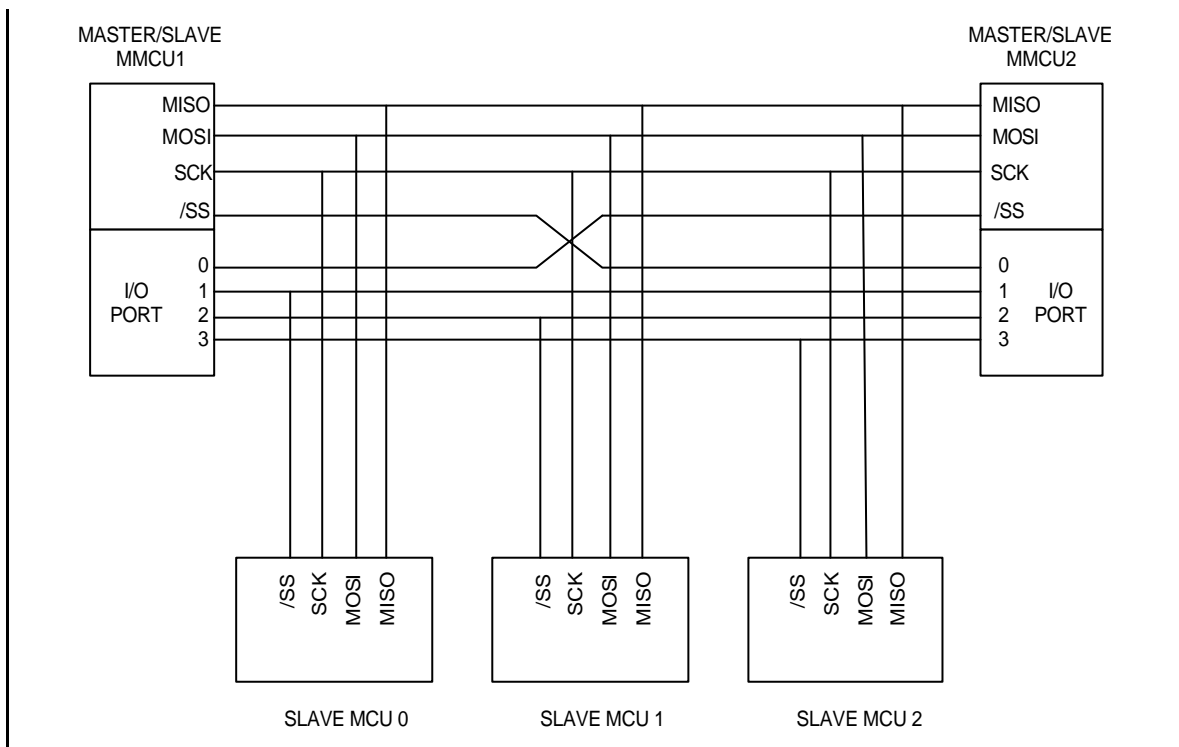 MASTER/SLAVE
MMCU1
MISO
MOSI
SCK
/SS
I/O
PORT
0
1
2
3
MASTER/SLAVE
MMCU2
MISO
MOSI
SCK
/SS
0
1
2
3
I/O
PORT
/SS
SCK
MOSI
MISO
SLAVE MCU 0
/SS
SCK
MOSI
MISO
SLAVE MCU 1
/SS
SCK
MOSI
MISO
SLAVE MCU 2